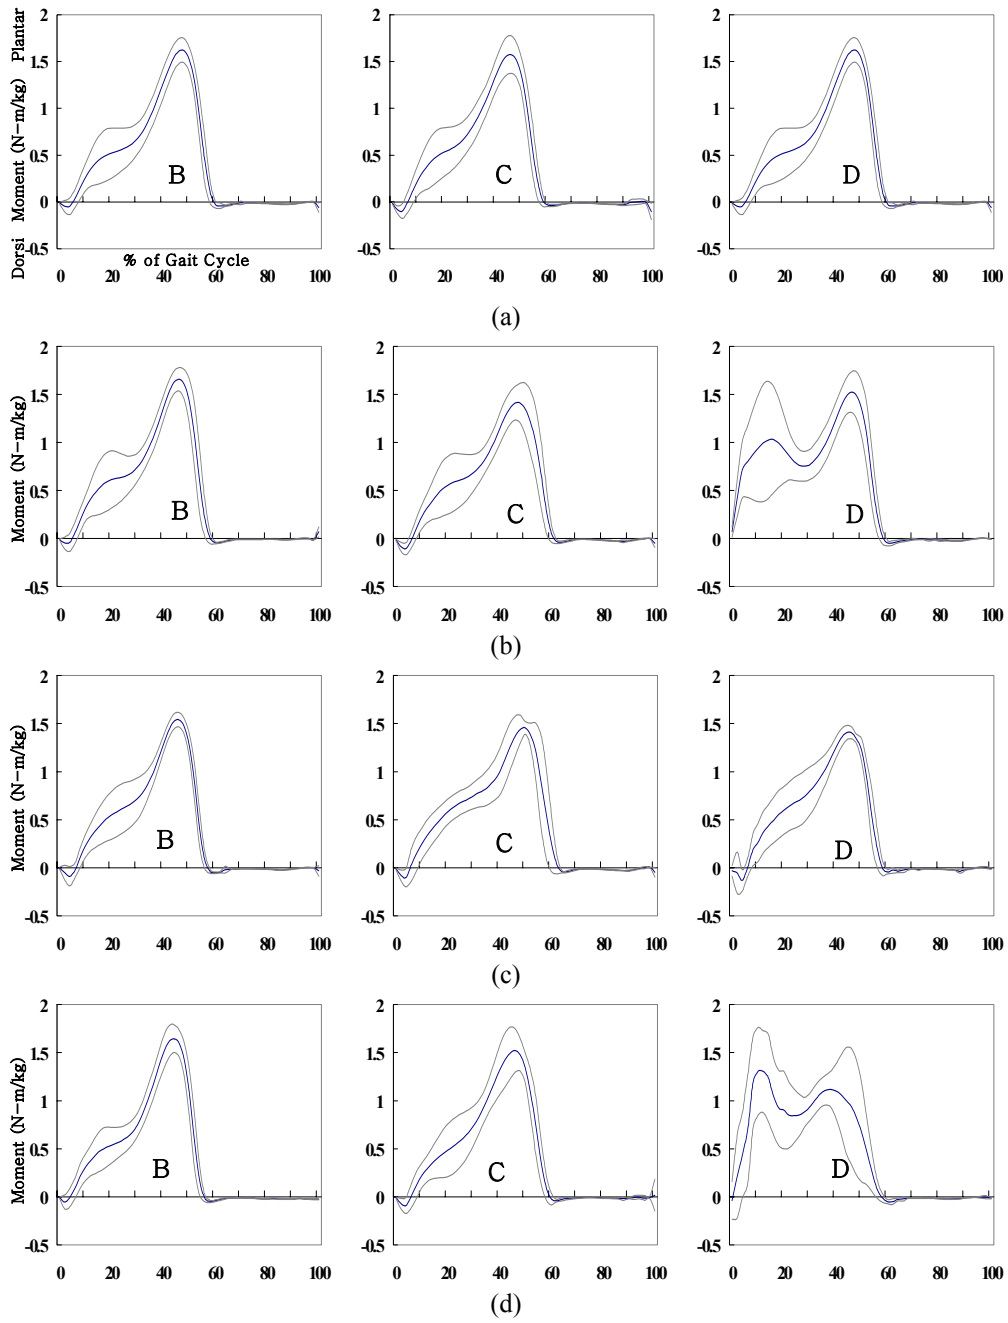 2 2 2
Plantar
1.5 1.5 1.5
Moment (N−m/kg)
1 1 1
0.5 B 0.5 C 0.5 D
0 0 0
Dorsi
-0.5 -0.5 -0.5
% of Gait Cycle
0 20 40 60 80 100 0 20 40 60 80 100 0 20 40 60 80 100
(a)
2 2 2
1.5 1.5 1.5
Moment (N−m/kg)
1 1 1
0.5 B 0.5 C 0.5 D
0 0 0
-0.5 -0.5 -0.5
0 20 40 60 80 100 0 20 40 60 80 100 0 20 40 60 80 100
(b)
2 2 2
1.5 1.5 1.5
Moment (N−m/kg)
1 1 1
0.5 B 0.5 C 0.5 D
0 0 0
-0.5 -0.5 -0.5
0 20 40 60 80 100 0 20 40 60 80 100 0 20 40 60 80 100
(c)
2 2 2
1.5 1.5 1.5
Moment (N−m/kg)
1 1 1
0.5 B 0.5 C 0.5 D
0 0 0
-0.5 -0.5 -0.5
0 20 40 60 80 100 0 20 40 60 80 100 0 20 40 60 80 100
(d)